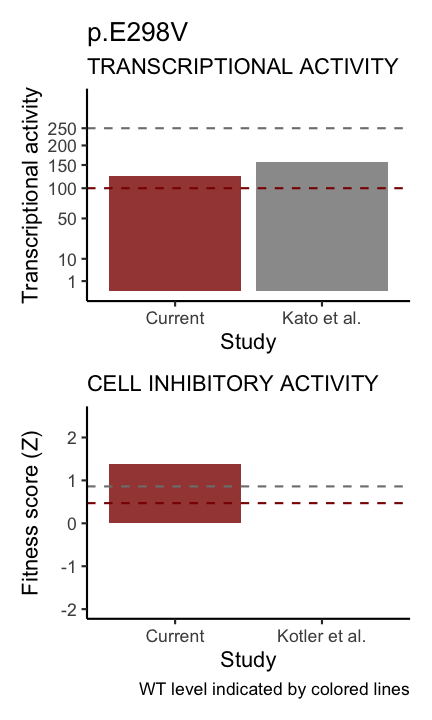 p.E298V
TRANSCRIPTIONAL ACTIVITY
Transcriptional activity
250
200
150
100
50
10
1
Current
Kato et al.
Study
CELL INHIBITORY ACTIVITY
Fitness score (Z)
2
1
0
-1
-2
Current
Kotler et al.
Study
WT level indicated by colored lines